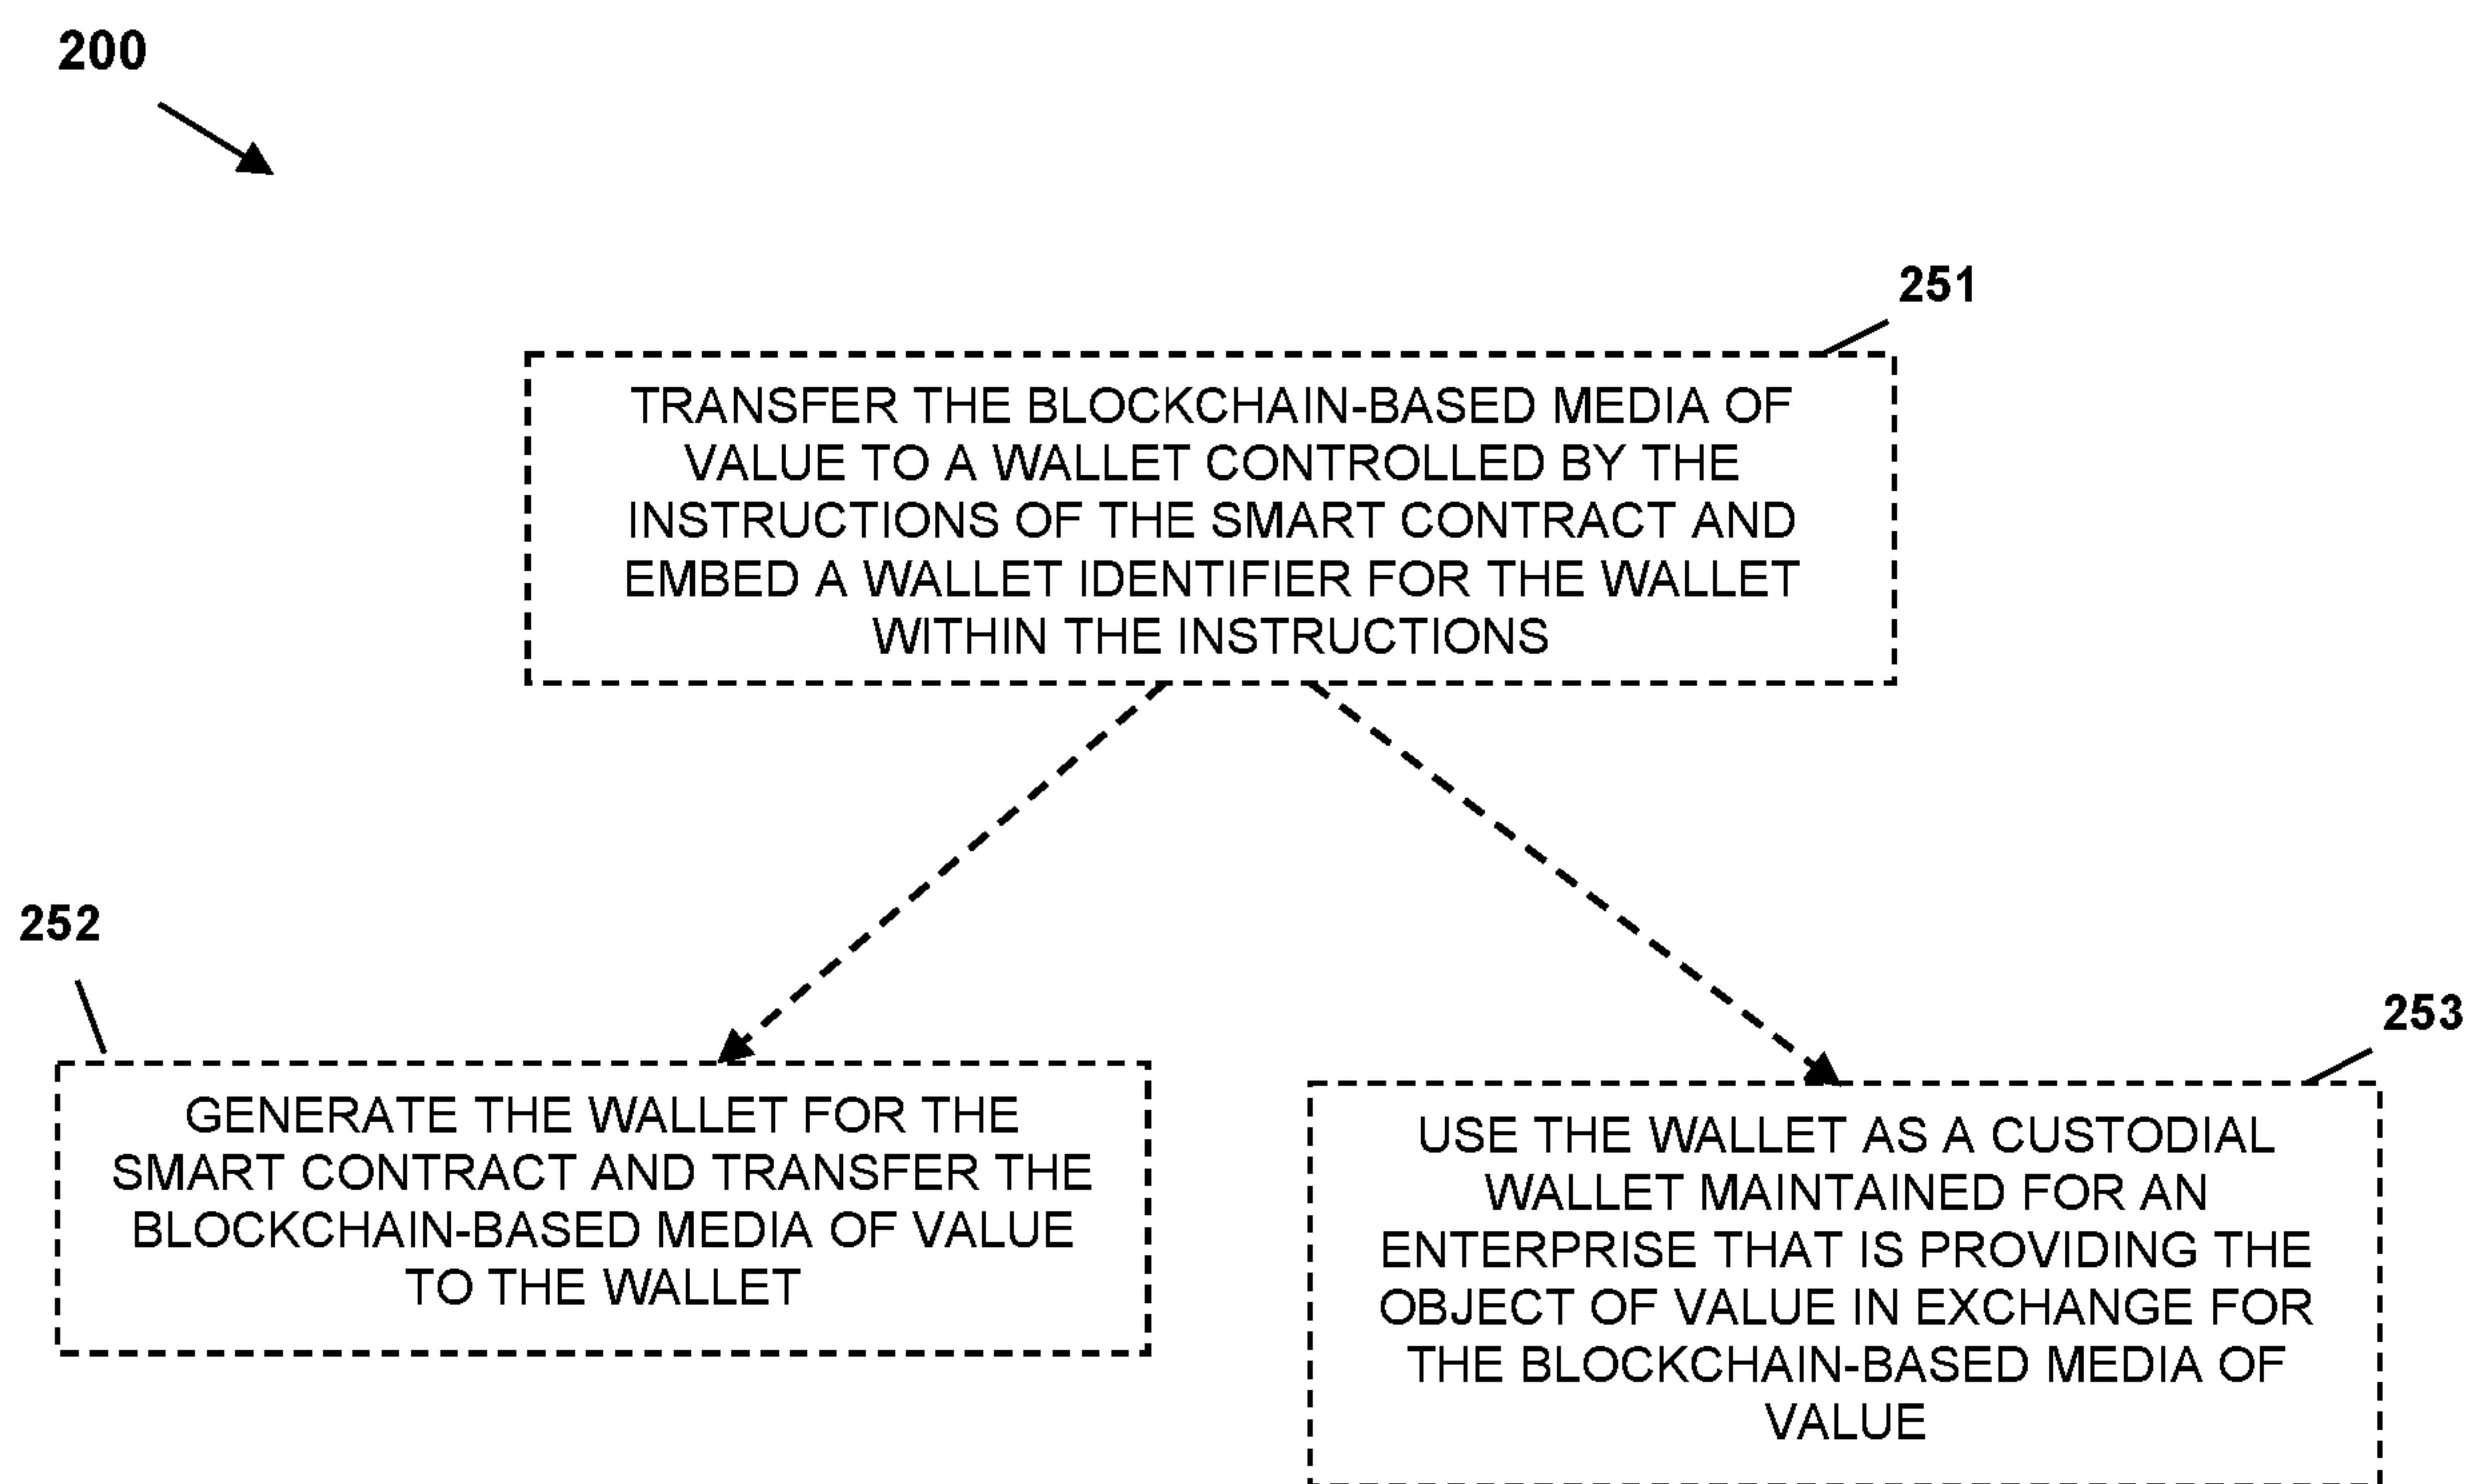 200
251
TRANSFER THE BLOCKCHAIN-BASED MEDIA OF
VALUE TO A WALLET CONTROLLED BY THE
INSTRUCTIONS OF THE SMART CONTRACT AND
EMBED A WALLET IDENTIFIER FOR THE WALLET
WITHIN THE INSTRUCTIONS
252
GENERATE THE WALLET FOR THE
SMART CONTRACT AND TRANSFER THE
BLOCKCHAIN-BASED MEDIA OF VALUE
TO THE WALLET
253
USE THE WALLET AS A CUSTODIAL
WALLET MAINTAINED FOR AN
ENTERPRISE THAT IS PROVIDING THE
OBJECT OF VALUE IN EXCHANGE FOR
THE BLOCKCHAIN-BASED MEDIA OF
VALUE